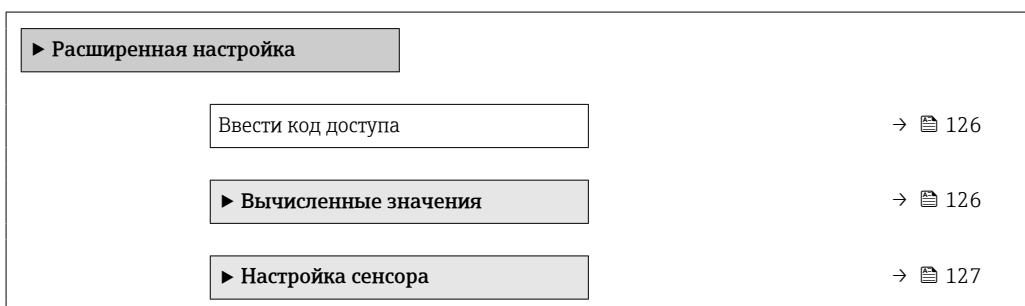 ▶ Расширенная настройка
Ввести код доступа → 126
▶ Вычисленные значения → 126
▶ Настройка сенсора → 127